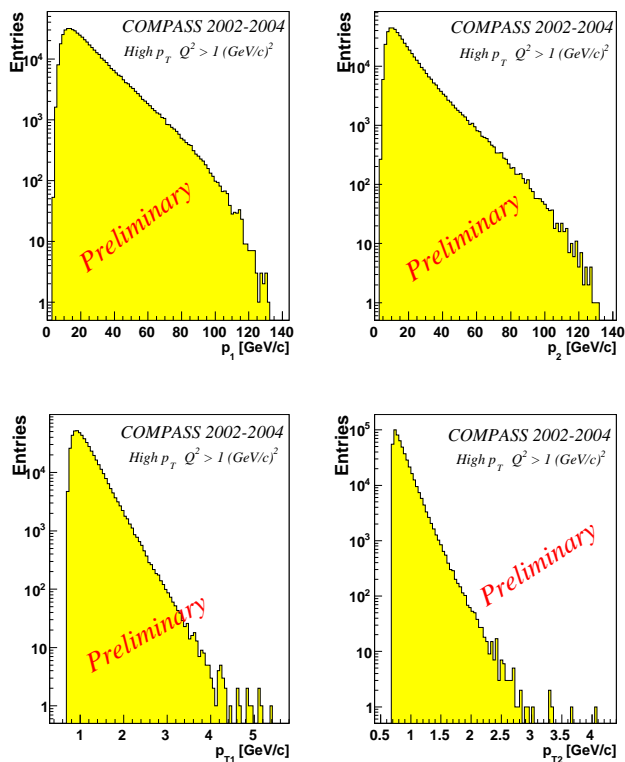 Entries
COMPASS 2002-2004
High p_T Q^2 > 1 (GeV/c)^2
Preliminary
10^4
10^3
10^2
10
1
0 20 40 60 80 100 120 140
p_1 [GeV/c]
Entries
COMPASS 2002-2004
High p_T Q^2 > 1 (GeV/c)^2
Preliminary
10^4
10^3
10^2
10
1
0 20 40 60 80 100 120 140
p_2 [GeV/c]
Entries
COMPASS 2002-2004
High p_T Q^2 > 1 (GeV/c)^2
Preliminary
10^4
10^3
10^2
10
1
1 2 3 4 5
p_T1 [GeV/c]
Entries
COMPASS 2002-2004
High p_T Q^2 > 1 (GeV/c)^2
Preliminary
10^5
10^4
10^3
10^2
10
1
0.5 1 1.5 2 2.5 3 3.5 4
p_T2 [GeV/c]